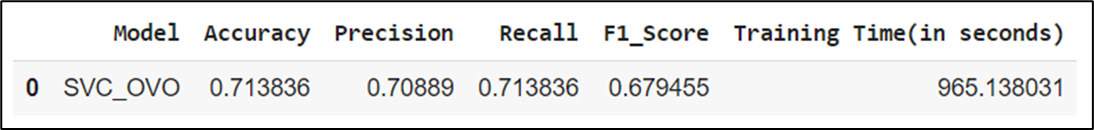 Model Accuracy Precision Recall F1_Score Training Time(in seconds)
0 SVC_OVO 0.713836 0.70889 0.713836 0.679455 965.138031